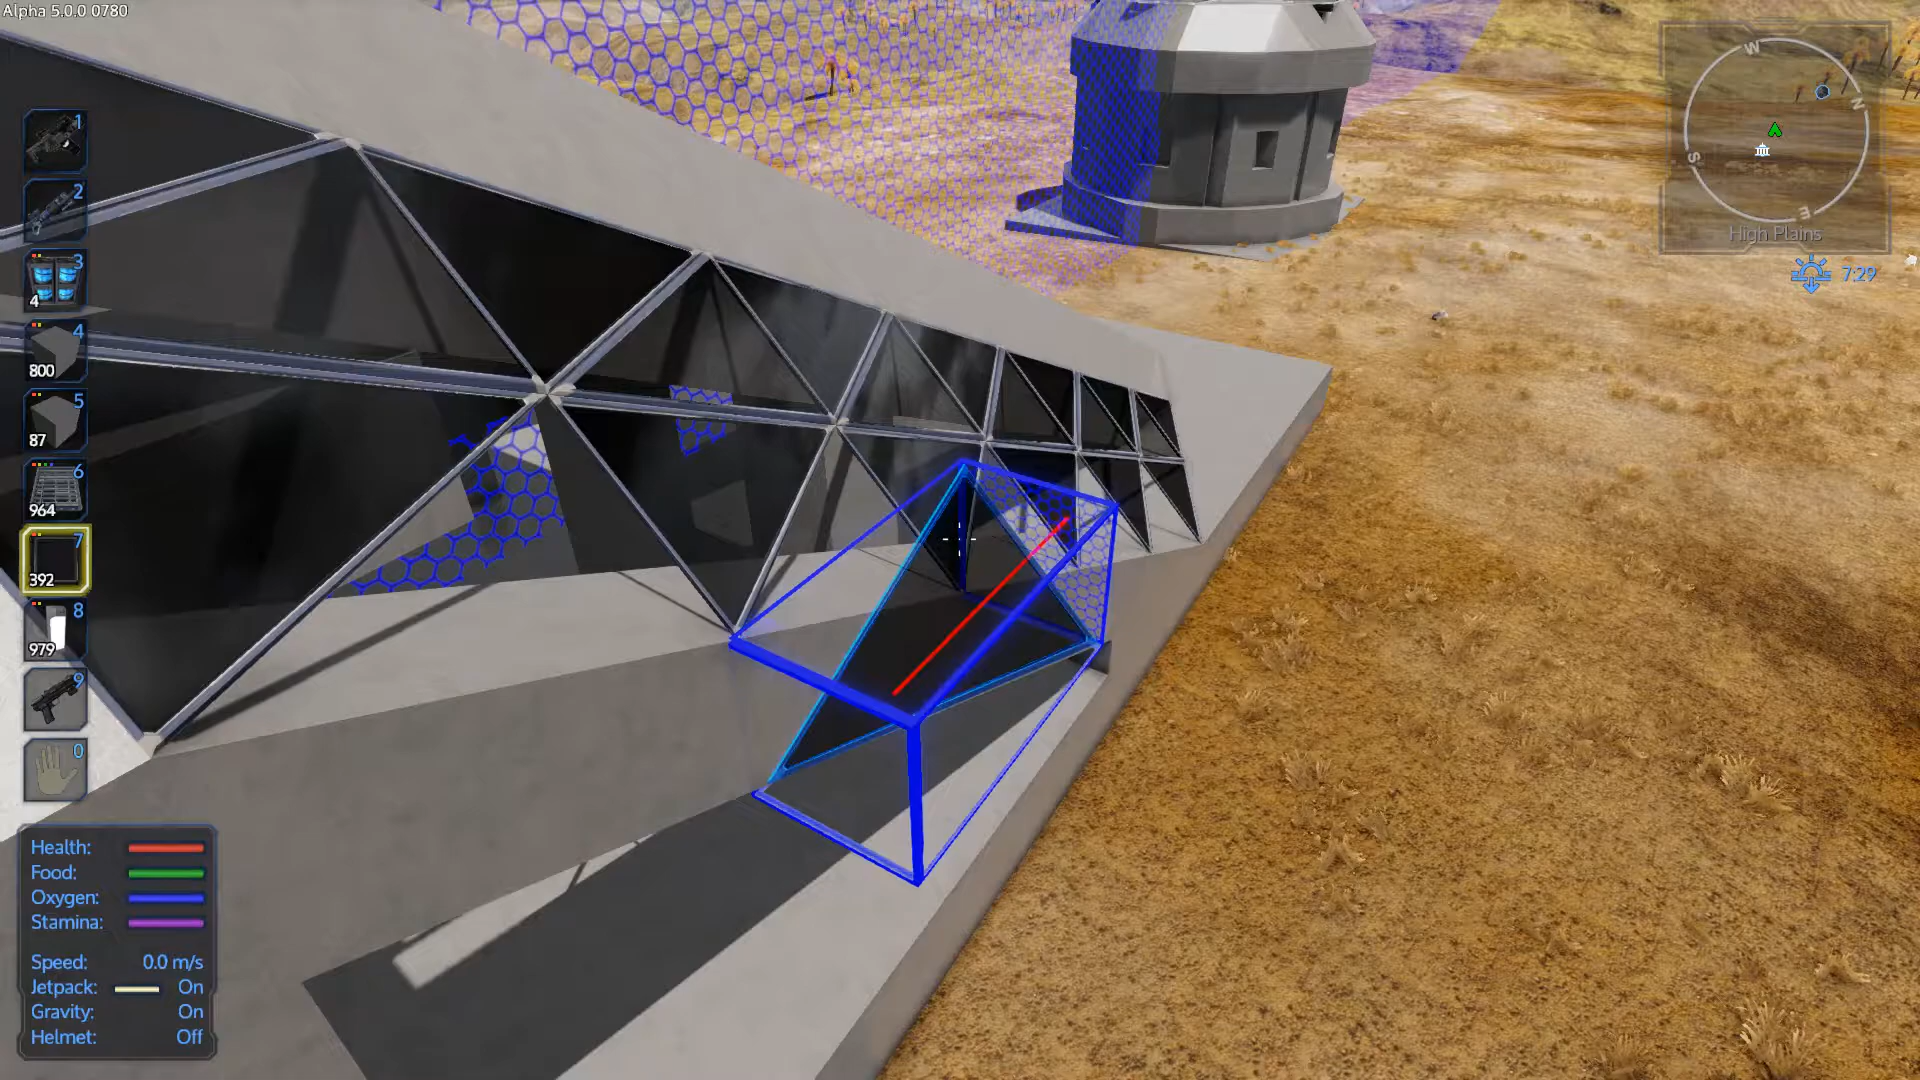 Alpha 5.0.0 0780
W
N
S
E
High Plains
7:29
1
2
3
4
4
800
5
87
6
964
7
392
8
979
9
0
Health:
Food:
Oxygen:
Stamina:
Speed: 0.0 m/s
Jetpack: On
Gravity: On
Helmet: Off